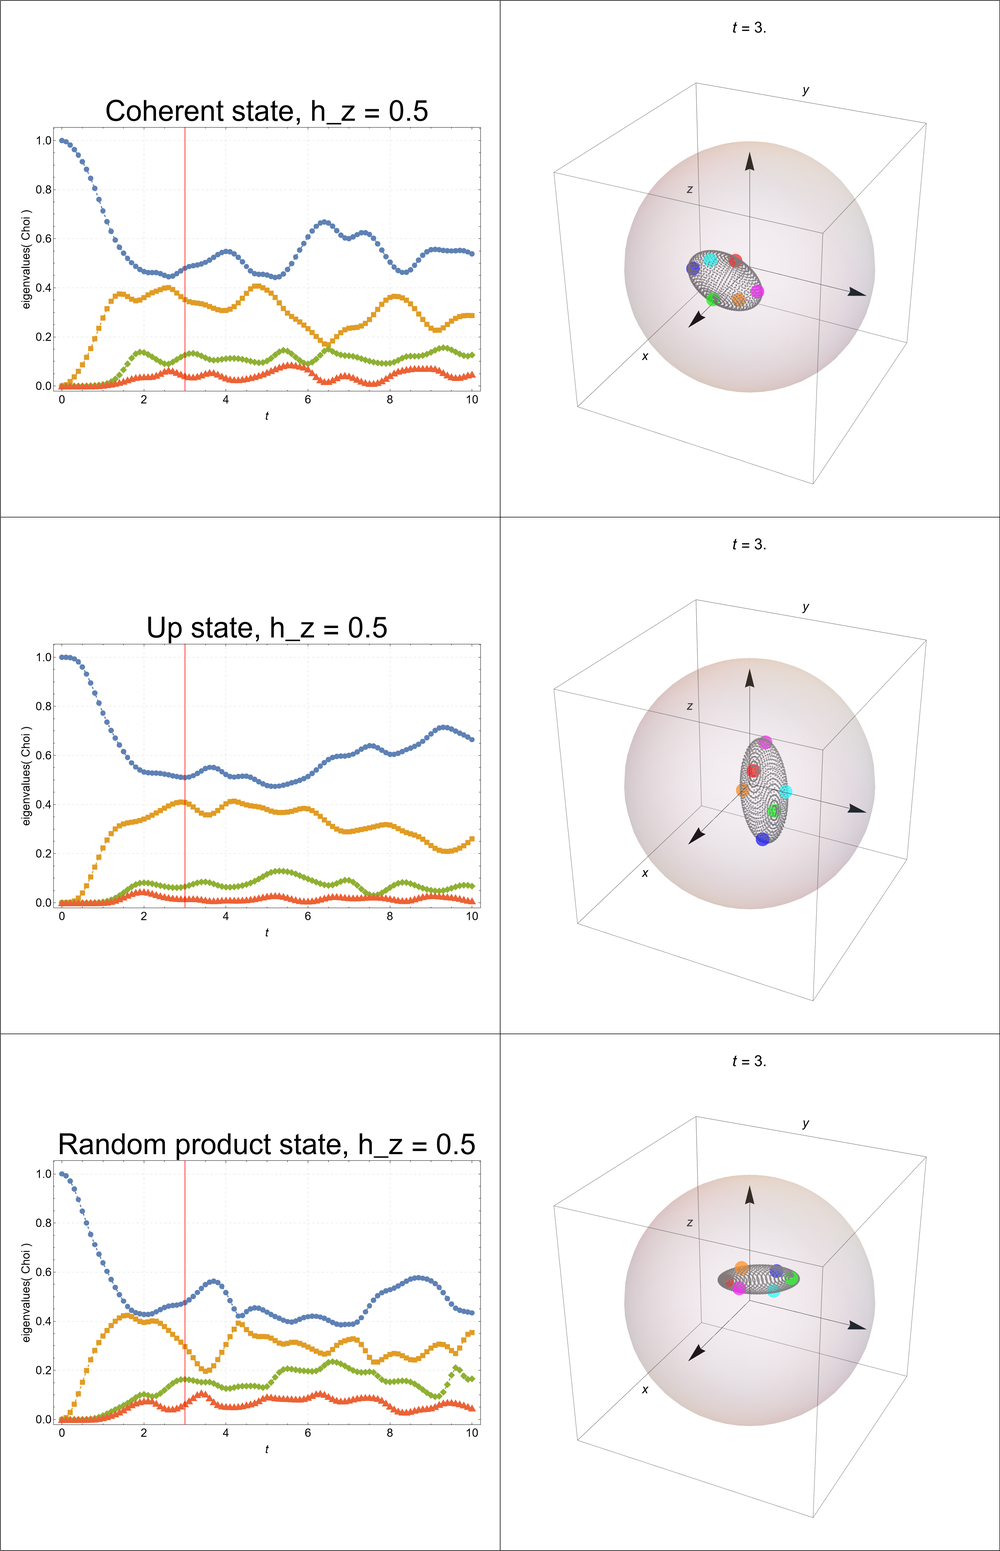 t = 3.
y
Coherent state, h_z = 0.5
1.0
0.8
0.6
0.4
0.2
0.0
eigenvalues( Choi )
0 2 4 6 8 10
t
z
x
t = 3.
y
Up state, h_z = 0.5
1.0
0.8
0.6
0.4
0.2
0.0
eigenvalues( Choi )
0 2 4 6 8 10
t
z
x
t = 3.
y
Random product state, h_z = 0.5
1.0
0.8
0.6
0.4
0.2
0.0
eigenvalues( Choi )
0 2 4 6 8 10
t
z
x